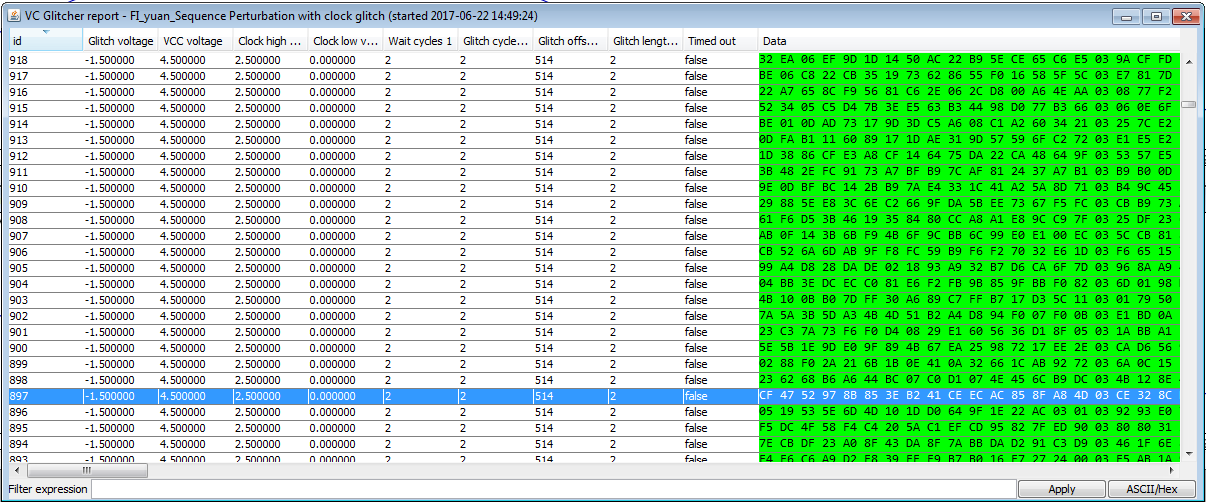 VC Glitcher report - FI_yuan_Sequence Perturbation with clock glitch (started 2017-06-22 14:49:24)
id Glitch voltage VCC voltage Clock high ... Clock low v... Wait cycles 1 Glitch cycle... Glitch offs... Glitch lengt... Timed out Data
918 -1.500000 4.500000 2.500000 0.000000 2 2 514 2 false 32 EA 06 EF 9D 1D 14 50 AC 22 B9 5E CE 65 C6 E5 03 9A CF FD
917 -1.500000 4.500000 2.500000 0.000000 2 2 514 2 false BE 06 C8 22 CB 35 19 73 62 86 55 F0 16 58 5F 5C 03 E7 81 7D
916 -1.500000 4.500000 2.500000 0.000000 2 2 514 2 false 22 A7 65 8C F9 56 81 C6 2E 06 2C D8 00 A6 4E AA 03 08 77 F2
915 -1.500000 4.500000 2.500000 0.000000 2 2 514 2 false 52 34 05 C5 D4 7B 3E E5 63 B3 44 98 D0 77 B3 66 03 06 0E 6F
914 -1.500000 4.500000 2.500000 0.000000 2 2 514 2 false BE 01 0D AD 73 17 9D 3D C5 A6 08 C1 A2 60 34 21 03 25 7C E2
913 -1.500000 4.500000 2.500000 0.000000 2 2 514 2 false 0D FA B1 11 60 89 17 1D AE 31 9D 57 59 6F C2 72 03 E1 E5 E2
912 -1.500000 4.500000 2.500000 0.000000 2 2 514 2 false 1D 38 86 CF E3 A8 CF 14 64 75 DA 22 CA 48 64 9F 03 53 57 E5
911 -1.500000 4.500000 2.500000 0.000000 2 2 514 2 false 3B 48 2E FC 91 73 A7 BF B9 7C AF 81 24 37 A7 B1 03 B9 B0 0D
910 -1.500000 4.500000 2.500000 0.000000 2 2 514 2 false 9E 0D BF BC 14 2B B9 7A E4 33 1C 41 A2 5A 8D 71 03 B4 9C 45
909 -1.500000 4.500000 2.500000 0.000000 2 2 514 2 false 29 88 5E E8 3C 6E C2 66 9F DA 5B EE 73 67 F5 FC 03 CB B9 73
908 -1.500000 4.500000 2.500000 0.000000 2 2 514 2 false 61 F6 D5 3B 46 19 35 84 80 CC A8 A1 E8 9C C9 7F 03 25 DF 23
907 -1.500000 4.500000 2.500000 0.000000 2 2 514 2 false AB 0F 14 3B EB F9 4B 6F 9C BB 6C 99 E0 E1 00 EC 03 5C CB 81
906 -1.500000 4.500000 2.500000 0.000000 2 2 514 2 false CB 52 6A 6D AB 9F F8 FC 59 B9 F6 F2 70 32 E6 1D 03 F6 65 15
905 -1.500000 4.500000 2.500000 0.000000 2 2 514 2 false 99 A4 D8 28 DA DE 02 18 93 A9 32 B7 D6 CA 6F 7D 03 96 8A A9
904 -1.500000 4.500000 2.500000 0.000000 2 2 514 2 false 04 BB 3E DC EC C0 81 E6 F2 FB 9B 85 9F BB F0 82 03 6D 01 98
903 -1.500000 4.500000 2.500000 0.000000 2 2 514 2 false 4B 10 0B B0 7D FF 30 A6 89 C7 FF B7 17 D3 5C 11 03 01 79 50
902 -1.500000 4.500000 2.500000 0.000000 2 2 514 2 false 7A 5A 3B 5D A3 4B 4D 51 B2 A4 D8 94 F0 07 F0 0B 03 E1 BD 0A
901 -1.500000 4.500000 2.500000 0.000000 2 2 514 2 false 23 C3 7A 73 F6 F0 D4 08 29 E1 60 56 36 D1 8F 05 03 1A BB A1
900 -1.500000 4.500000 2.500000 0.000000 2 2 514 2 false 5E 5B 1E 9D E0 9F 89 4B 67 EA 25 98 72 17 EE 2E 03 CA D6 56
899 -1.500000 4.500000 2.500000 0.000000 2 2 514 2 false 02 88 F0 2A 21 6B 1B 0E 41 0A 32 66 1C AB 92 72 03 6A 0C 15
898 -1.500000 4.500000 2.500000 0.000000 2 2 514 2 false 23 62 68 B6 A6 44 BC 07 C0 D1 07 4E 45 6C B9 DC 03 4B 12 8E
897 -1.500000 4.500000 2.500000 0.000000 2 2 514 2 false CF 47 52 97 8B 85 3E B2 41 CE EC AC 85 8F A8 4D 03 CE 32 8C
896 -1.500000 4.500000 2.500000 0.000000 2 2 514 2 false 05 19 53 5E 6D 4D 10 1D D0 64 9F 1E 22 AC 03 01 03 92 93 E0
895 -1.500000 4.500000 2.500000 0.000000 2 2 514 2 false F5 DC 4F 58 F4 C4 20 5A C1 EF CD 95 82 7F ED 90 03 80 80 31
894 -1.500000 4.500000 2.500000 0.000000 2 2 514 2 false 7E CB DF 23 A0 8F 43 DA 8F 7A BB DA D2 91 C3 D9 03 46 1F 6E
893 -1.500000 4.500000 2.500000 0.000000 2 2 514 2 false
Filter expression Apply ASCII/Hex